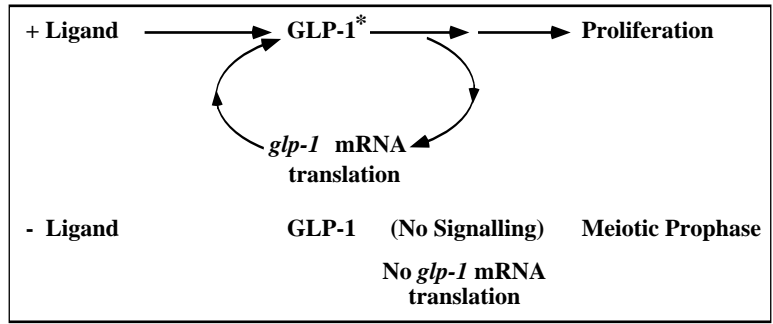 + Ligand GLP-1* Proliferation
glp-1 mRNA
translation
- Ligand GLP-1 (No Signalling) Meiotic Prophase
No glp-1 mRNA
translation